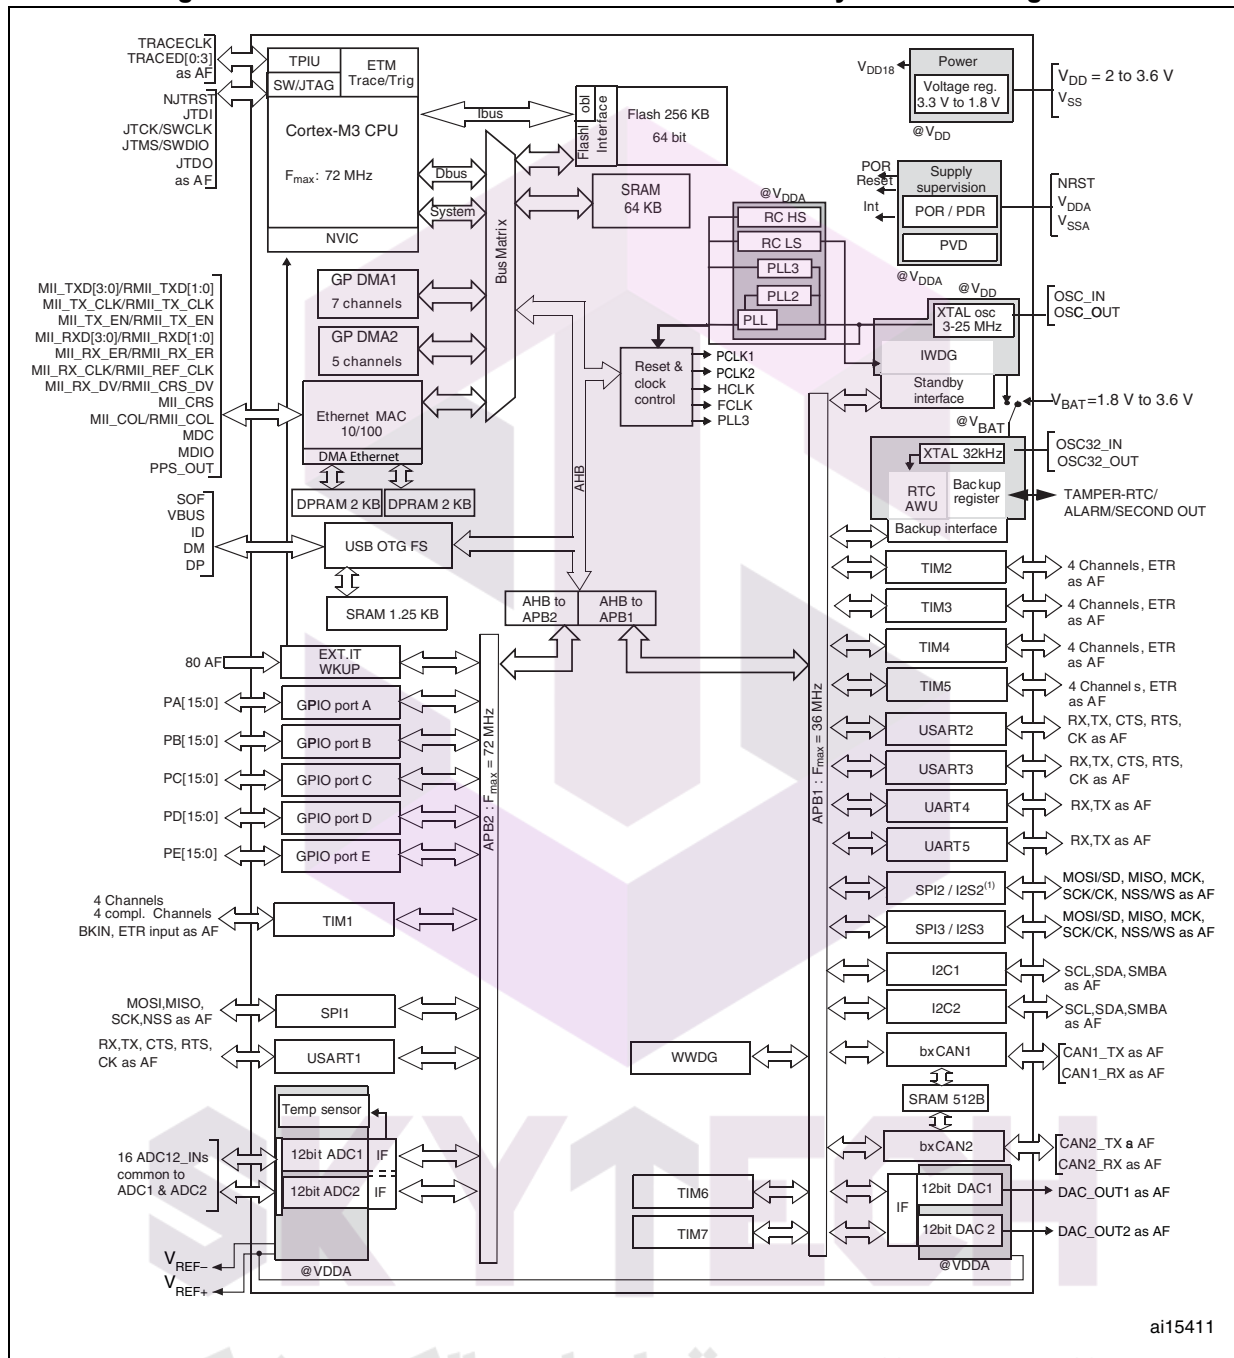 TRACECLK
TRACED[0:3]
as AF
TPIU
ETM
Trace/Trig
SW/JTAG
NJTRST
JTDI
JTCK/SWCLK
JTMS/SWDIO
JTDO
as AF
Cortex-M3 CPU
Fmax: 72 MHz
NVIC
Ibus
Dbus
System
Bus Matrix
Flashl obl
Interface
Flash 256 KB
64 bit
SRAM
64 KB
VDD18
Power
Voltage reg.
3.3 V to 1.8 V
@VDD
VDD = 2 to 3.6 V
VSS
POR
Reset
Int
Supply
supervision
POR / PDR
PVD
@VDDA
NRST
VDDA
VSSA
@VDDA
RC HS
RC LS
PLL3
PLL2
PLL
@VDD
XTAL osc
3-25 MHz
IWDG
Standby
interface
OSC_IN
OSC_OUT
GP DMA1
7 channels
GP DMA2
5 channels
MII_TXD[3:0]/RMII_TXD[1:0]
MII_TX_CLK/RMII_TX_CLK
MII_TX_EN/RMII_TX_EN
MII_RXD[3:0]/RMII_RXD[1:0]
MII_RX_ER/RMII_RX_ER
MII_RX_CLK/RMII_REF_CLK
MII_RX_DV/RMII_CRS_DV
MII_CRS
MII_COL/RMII_COL
MDC
MDIO
PPS_OUT
Ethernet MAC
10/100
DMA Ethernet
DPRAM 2 KB
DPRAM 2 KB
Reset &
clock
control
PCLK1
PCLK2
HCLK
FCLK
PLL3
VBAT=1.8 V to 3.6 V
@VBAT
XTAL 32kHz
RTC
AWU
Backup
register
Backup interface
OSC32_IN
OSC32_OUT
TAMPER-RTC/
ALARM/SECOND OUT
AHB
SOF
VBUS
ID
DM
DP
USB OTG FS
SRAM 1.25 KB
AHB to
APB2
AHB to
APB1
80 AF
EXT.IT
WKUP
PA[15:0]
GPIO port A
PB[15:0]
GPIO port B
PC[15:0]
GPIO port C
PD[15:0]
GPIO port D
PE[15:0]
GPIO port E
APB2 : Fmax = 72 MHz
APB1 : Fmax = 36 MHz
4 Channels
4 compl. Channels
BKIN, ETR input as AF
TIM1
MOSI,MISO,
SCK,NSS as AF
SPI1
RX,TX, CTS, RTS,
CK as AF
USART1
Temp sensor
16 ADC12_INs
common to
ADC1 & ADC2
12bit ADC1
IF
12bit ADC2
IF
VREF–
VREF+
@VDDA
TIM2
4 Channels, ETR
as AF
TIM3
4 Channels, ETR
as AF
TIM4
4 Channels, ETR
as AF
TIM5
4 Channels, ETR
as AF
USART2
RX,TX, CTS, RTS,
CK as AF
USART3
RX,TX, CTS, RTS,
CK as AF
UART4
RX,TX as AF
UART5
RX,TX as AF
SPI2 / I2S2(1)
MOSI/SD, MISO, MCK,
SCK/CK, NSS/WS as AF
SPI3 / I2S3
MOSI/SD, MISO, MCK,
SCK/CK, NSS/WS as AF
I2C1
SCL,SDA,SMBA
as AF
I2C2
SCL,SDA,SMBA
as AF
WWDG
bxCAN1
CAN1_TX as AF
CAN1_RX as AF
SRAM 512B
bxCAN2
CAN2_TX a AF
CAN2_RX as AF
TIM6
TIM7
IF
12bit DAC1
DAC_OUT1 as AF
12bit DAC 2
DAC_OUT2 as AF
@VDDA
SKYTECH
ai15411